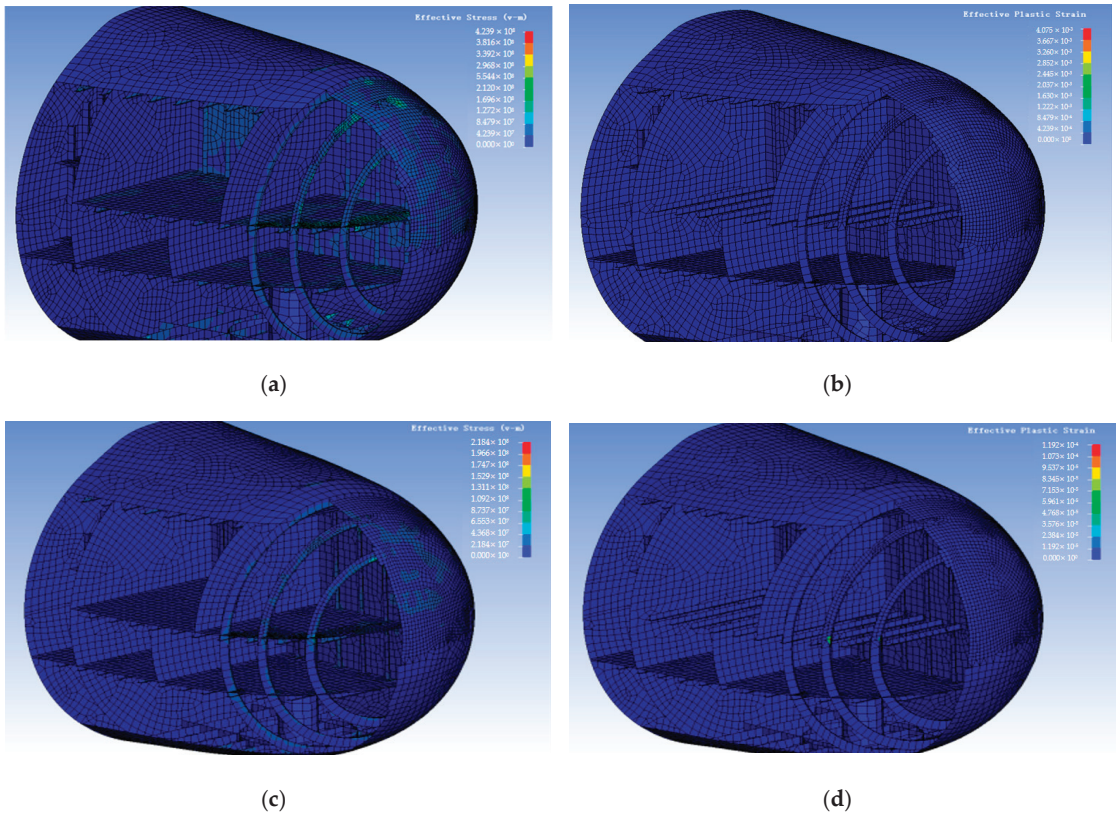 Effective Stress (v-m)
4.239 × 10⁸
3.816 × 10⁸
3.392 × 10⁸
2.968 × 10⁸
5.544 × 10⁸
2.120 × 10⁸
1.696 × 10⁸
1.272 × 10⁸
8.479 × 10⁷
4.239 × 10⁷
0.000 × 10⁰
(a)
Effective Plastic Strain
4.075 × 10⁻³
3.667 × 10⁻³
3.260 × 10⁻³
2.852 × 10⁻³
2.445 × 10⁻³
2.037 × 10⁻³
1.630 × 10⁻³
1.222 × 10⁻³
8.479 × 10⁻⁴
4.239 × 10⁻⁴
0.000 × 10⁰
(b)
Effective Stress (v-m)
2.184× 10⁸
1.966× 10⁸
1.747× 10⁸
1.529× 10⁸
1.311× 10⁸
1.092× 10⁸
8.737× 10⁷
6.553× 10⁷
4.368× 10⁷
2.184× 10⁷
0.000× 10⁰
(c)
Effective Plastic Strain
1.192× 10⁻⁴
1.073× 10⁻⁴
9.537× 10⁻⁵
8.345× 10⁻⁵
7.153× 10⁻⁵
5.961× 10⁻⁵
4.768× 10⁻⁵
3.576× 10⁻⁵
2.384× 10⁻⁵
1.192× 10⁻⁵
0.000× 10⁰
(d)